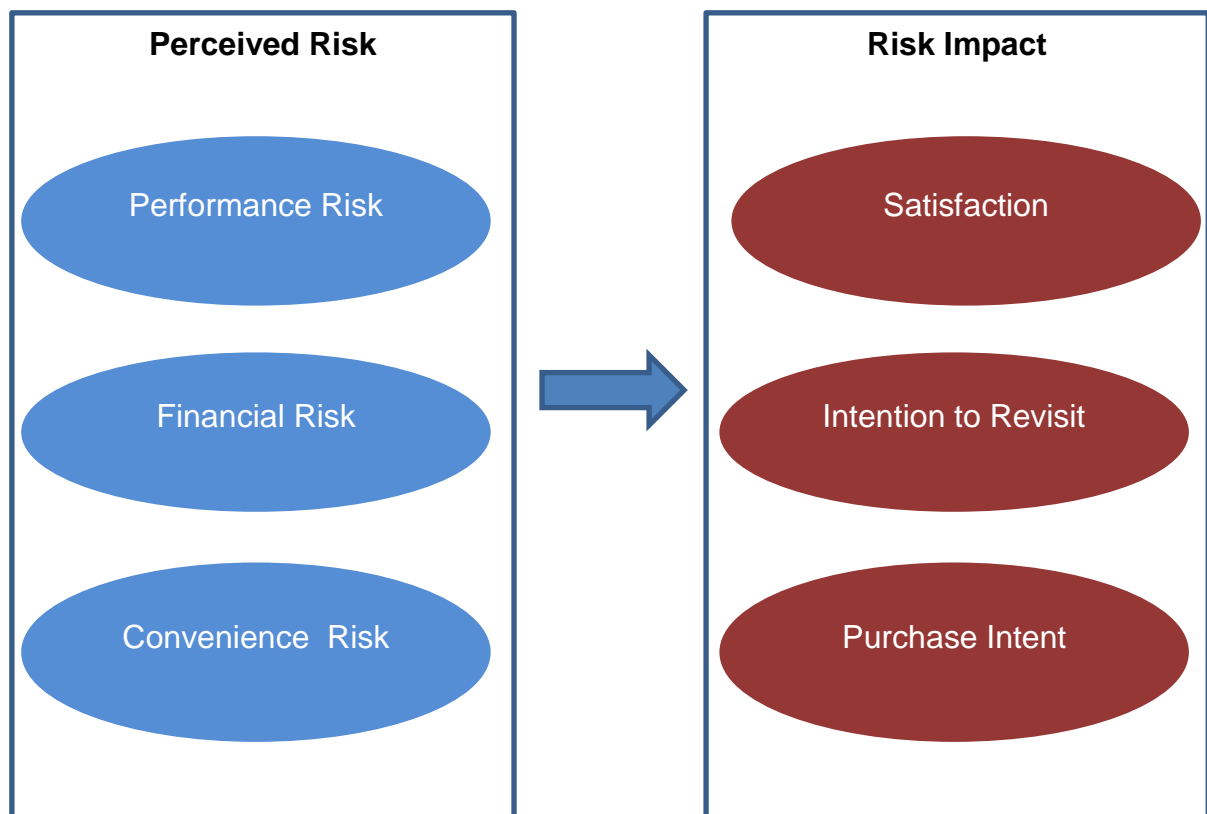 Perceived Risk
Performance Risk
Financial Risk
Convenience  Risk
Risk Impact
Satisfaction
Intention to Revisit
Purchase Intent